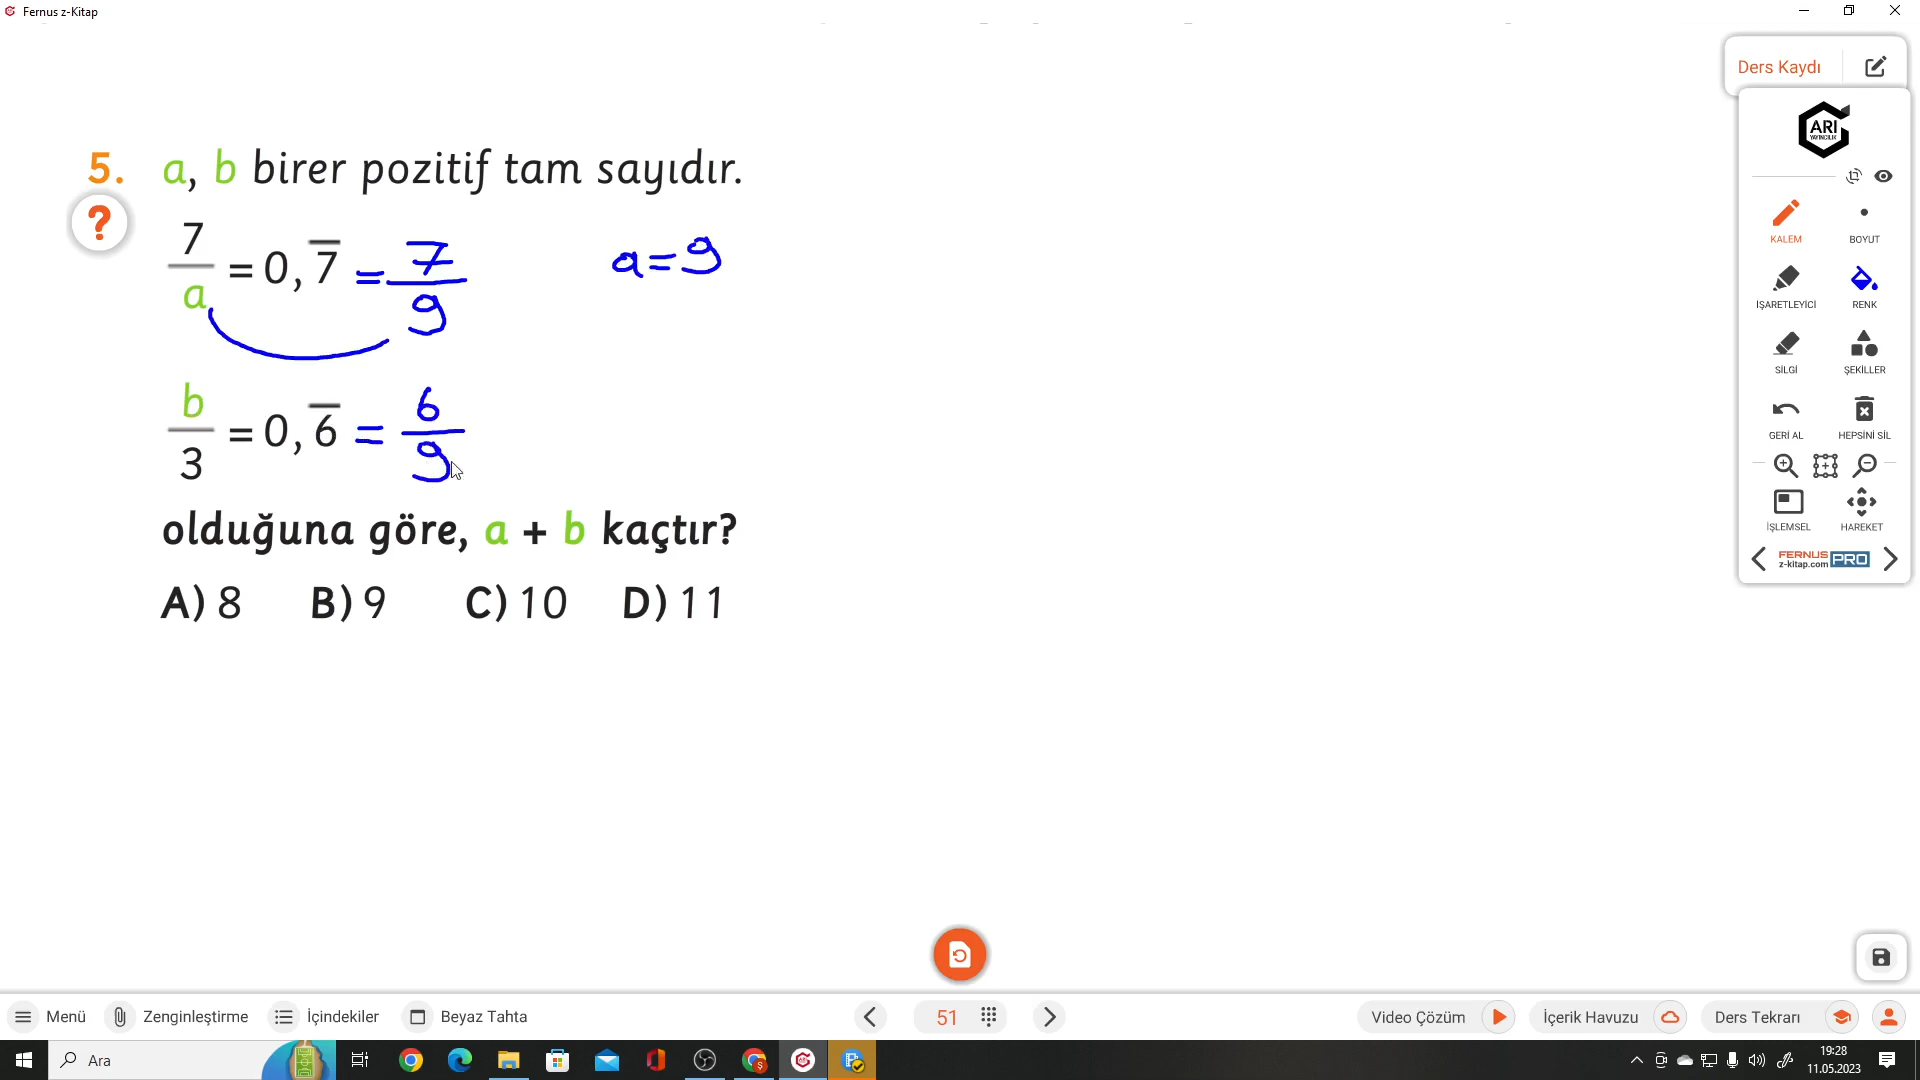 Fernus z-Kitap
Ders Kaydı
ARI
YAYINCILIK
5. a, b birer pozitif tam sayıdır.
7/a = 0,7̅ = 7/9
a = 9
b/3 = 0,6̅ = 6/9
olduğuna göre, a + b kaçtır?
A) 8 B) 9 C) 10 D) 11
?
KALEM BOYUT
İŞARETLEYİCİ RENK
SİLGİ ŞEKİLLER
GERİ AL HEPSİNİ SİL
İŞLEMSEL HAREKET
FERNUS PRO
z-kitap.com
Menü Zenginleştirme İçindekiler Beyaz Tahta 51 Video Çözüm İçerik Havuzu Ders Tekrarı
Ara
19:28
11.05.2023